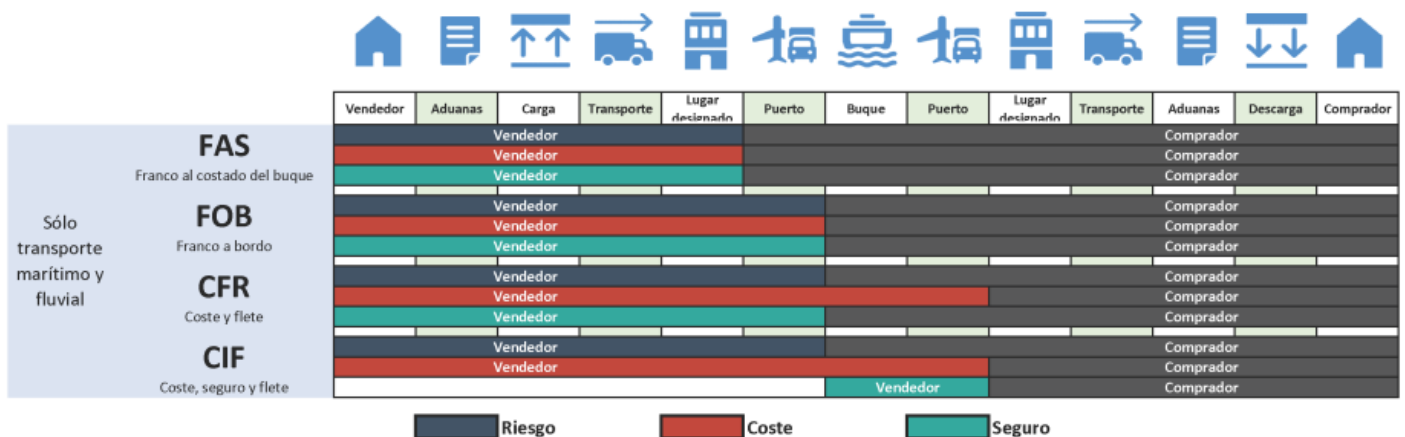 Vendedor Aduanas Carga Transporte Lugar designado Puerto Buque Puerto Lugar designado Transporte Aduanas Descarga Comprador
Sólo
transporte
marítimo y
fluvial
FAS
Franco al costado del buque
Vendedor Comprador
Vendedor Comprador
Vendedor Comprador
FOB
Franco a bordo
Vendedor Comprador
Vendedor Comprador
Vendedor Comprador
CFR
Coste y flete
Vendedor Comprador
Vendedor Comprador
Vendedor Comprador
CIF
Coste, seguro y flete
Vendedor Comprador
Vendedor Comprador
Vendedor Comprador
Riesgo Coste Seguro